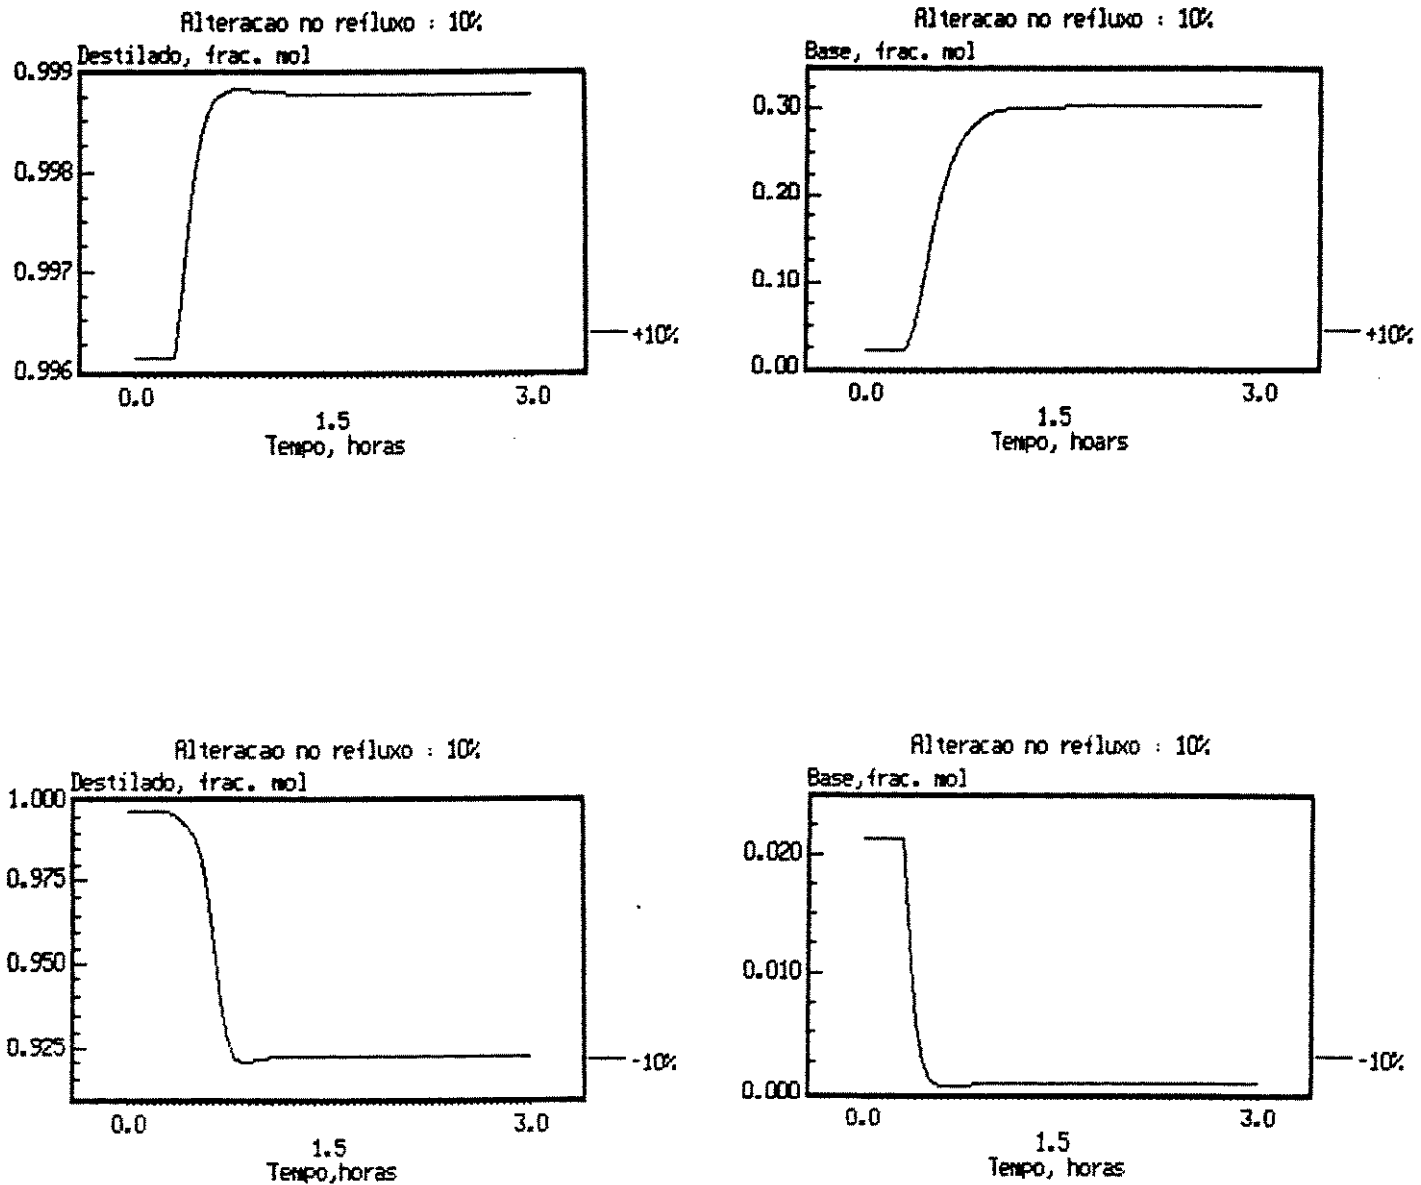 Alteracao no refluxo : 10%
Destilado, frac. mol
0.999
0.998
0.997
0.996
0.0
3.0
1.5
Tempo, horas
+10%
Alteracao no refluxo : 10%
Base, frac. mol
0.30
0.20
0.10
0.00
0.0
3.0
1.5
Tempo, hoars
+10%
Alteracao no refluxo : 10%
Destilado, frac. mol
1.000
0.975
0.950
0.925
0.0
3.0
1.5
Tempo,horas
-10%
Alteracao no refluxo : 10%
Base,frac. mol
0.020
0.010
0.000
0.0
3.0
1.5
Tempo, horas
-10%